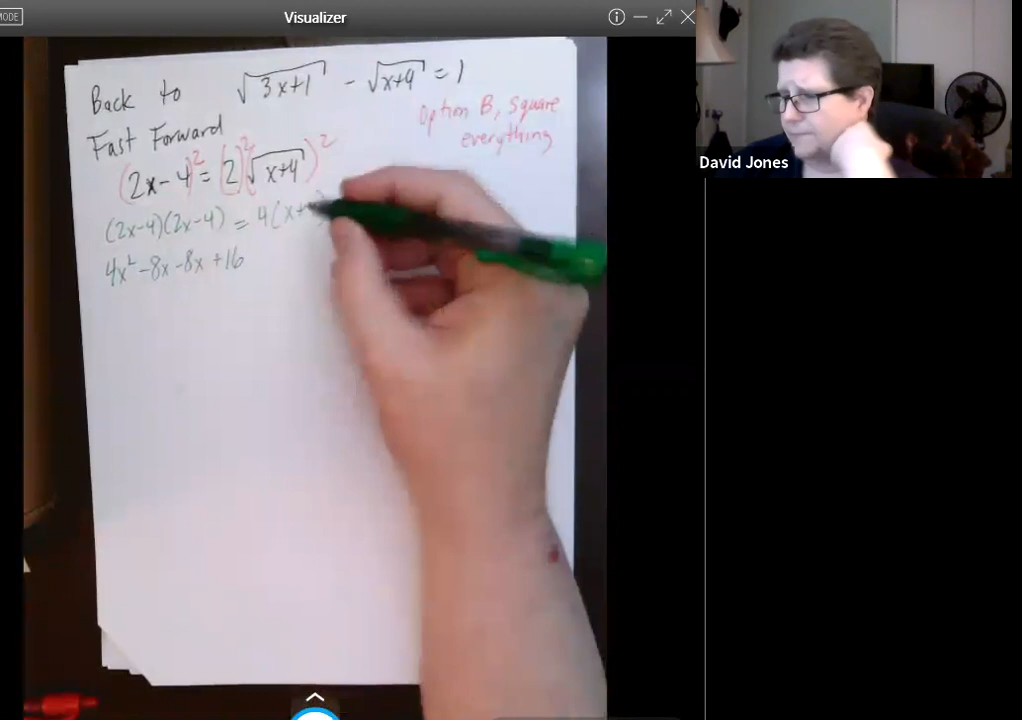 MODE
Visualizer
Back to √3x+1 - √x+4 = 1
Option B, Square
everything
Fast Forward
(2x-4)² = (2)²(√x+4)²
(2x-4)(2x-4) = 4(x+
4x² -8x -8x +16
David Jones